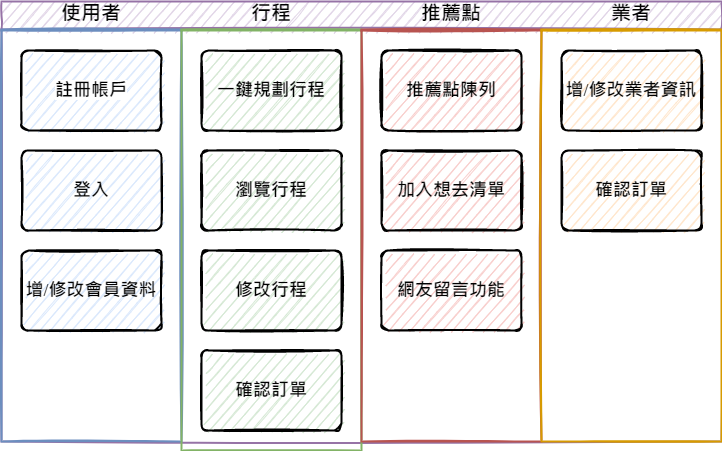 使用者
行程
推薦點
業者
註冊帳戶
登入
增/修改會員資料
一鍵規劃行程
瀏覽行程
修改行程
確認訂單
推薦點陳列
加入想去清單
網友留言功能
增/修改業者資訊
確認訂單